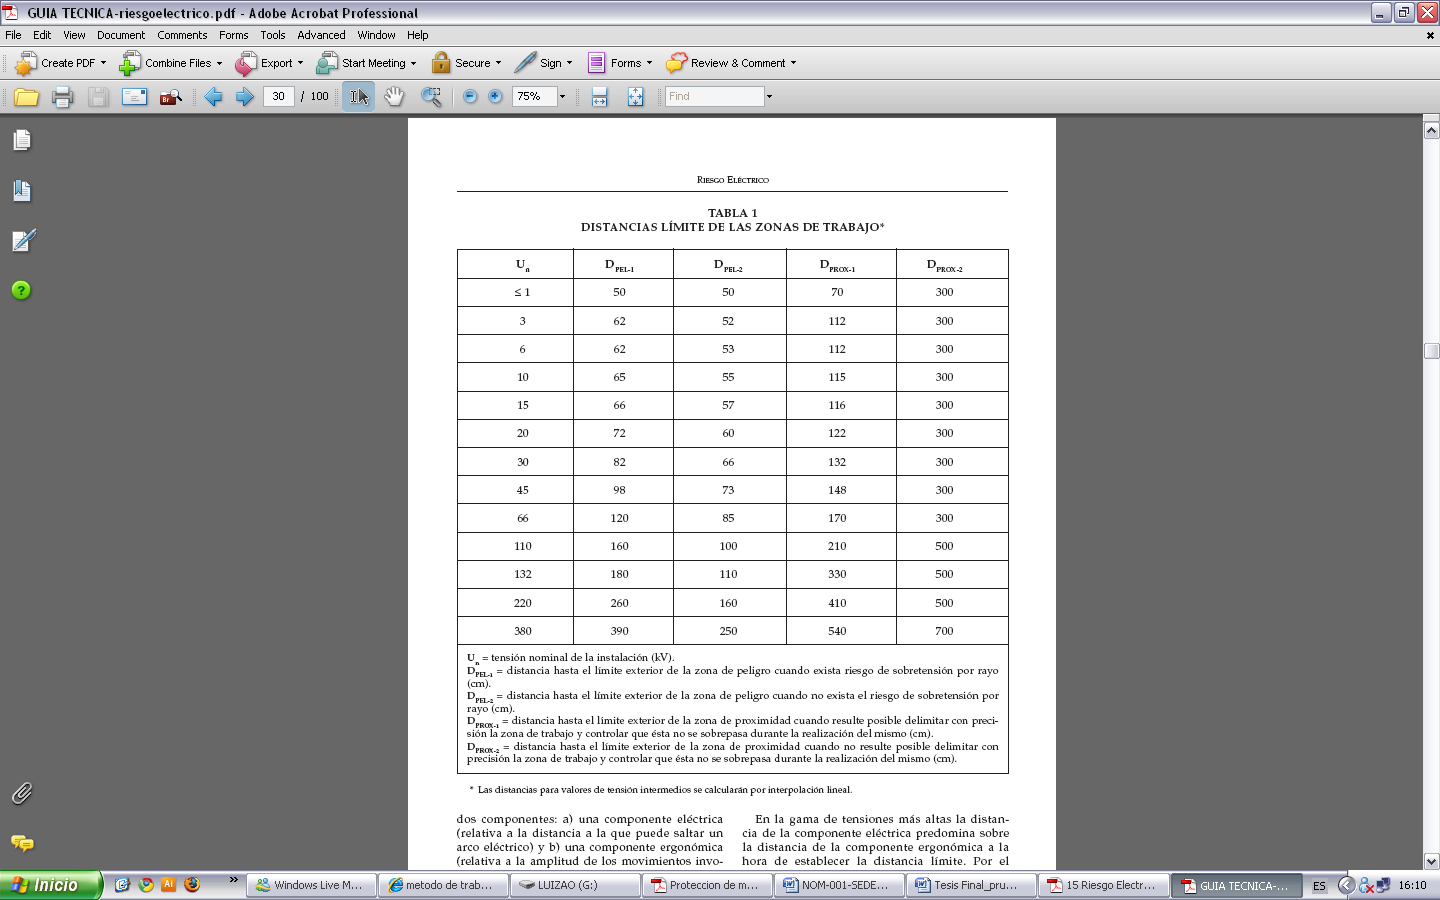 GUIA TECNICA-riesgoelectrico.pdf - Adobe Acrobat Professional
File Edit View Document Comments Forms Tools Advanced Window Help
Create PDF Combine Files Export Start Meeting Secure Sign Forms Review & Comment
30 / 100 75% Find
RIESGO ELÉCTRICO
TABLA 1
DISTANCIAS LÍMITE DE LAS ZONAS DE TRABAJO*
Un DPEL-1 DPEL-2 DPROX-1 DPROX-2
≤ 1 50 50 70 300
3 62 52 112 300
6 62 53 112 300
10 65 55 115 300
15 66 57 116 300
20 72 60 122 300
30 82 66 132 300
45 98 73 148 300
66 120 85 170 300
110 160 100 210 500
132 180 110 330 500
220 260 160 410 500
380 390 250 540 700
Un = tensión nominal de la instalación (kV).
DPEL-1 = distancia hasta el límite exterior de la zona de peligro cuando exista riesgo de sobretensión por rayo
(cm).
DPEL-2 = distancia hasta el límite exterior de la zona de peligro cuando no exista el riesgo de sobretensión por
rayo (cm).
DPROX-1 = distancia hasta el límite exterior de la zona de proximidad cuando resulte posible delimitar con preci-
sión la zona de trabajo y controlar que ésta no se sobrepasa durante la realización del mismo (cm).
DPROX-2 = distancia hasta el límite exterior de la zona de proximidad cuando no resulte posible delimitar con
precisión la zona de trabajo y controlar que ésta no se sobrepasa durante la realización del mismo (cm).
* Las distancias para valores de tensión intermedios se calcularán por interpolación lineal.
dos componentes: a) una componente eléctrica
(relativa a la distancia a la que puede saltar un
arco eléctrico) y b) una componente ergonómica
(relativa a la amplitud de los movimientos invo-
En la gama de tensiones más altas la distan-
cia de la componente eléctrica predomina sobre
la distancia de la componente ergonómica a la
hora de establecer la distancia límite. Por el
Inicio » Windows Live M... metodo de trab... LUIZAO (G:) Proteccion de m... NOM-001-SEDE... Tesis Final_pru... 15 Riesgo Electr... GUIA TECNICA-... ES 16:10